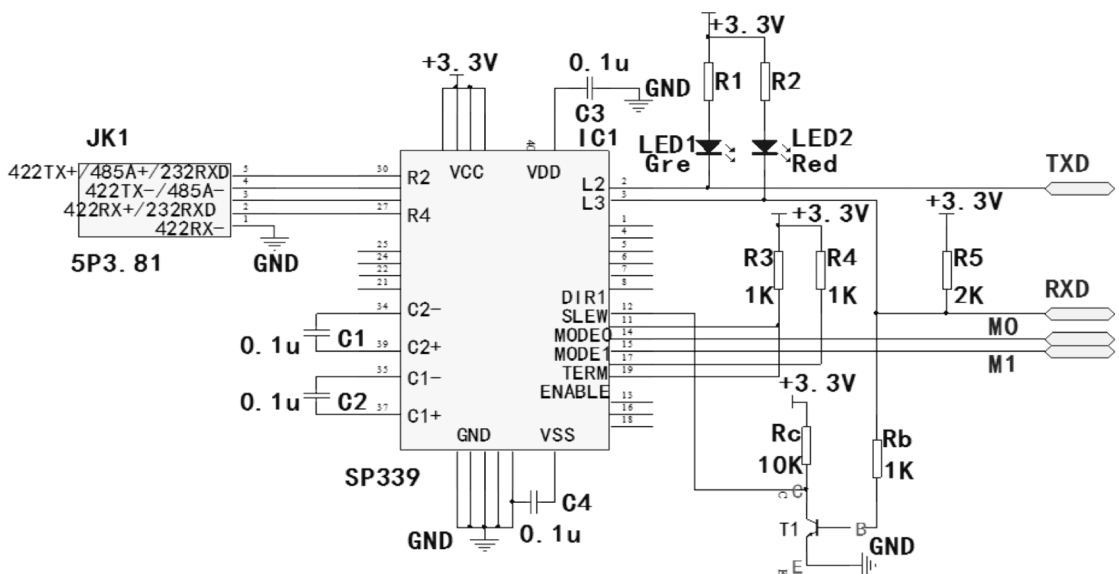 +3.3V
+3.3V
0.1u
GND
C3
R1
R2
JK1
IC1
LED1
Gre
LED2
Red
TXD
422TX+/485A+/232RXD
422TX-/485A-
422RX+/232RXD
422RX-
5
4
3
2
1
5P3.81
GND
30
27
R2
R4
VCC
VDD
L2
L3
2
3
1
4
5
6
7
8
+3.3V
+3.3V
R3
1K
R4
1K
R5
2K
RXD
25
24
22
21
34
39
35
37
C2-
C2+
C1-
C1+
0.1u
C1
0.1u
C2
DIR1
SLEW
MODE0
MODE1
TERM
ENABLE
12
11
14
15
17
19
13
16
18
M0
M1
+3.3V
GND
VSS
SP339
GND
C4
0.1u
Rc
10K
Rb
1K
C
C
T1
B
GND
E